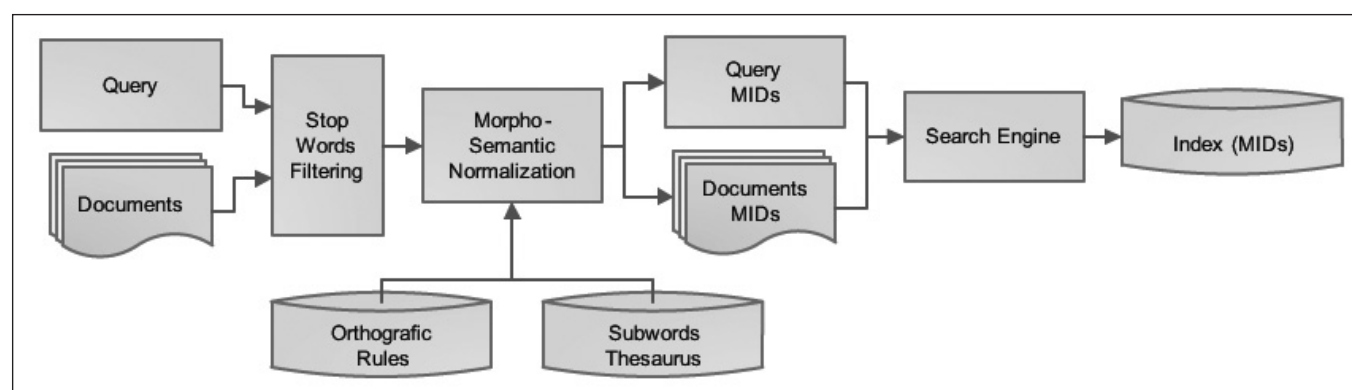 Query
Documents
Stop
Words
Filtering
Morpho-
Semantic
Normalization
Query
MIDs
Documents
MIDs
Search Engine
Index (MIDs)
Orthografic
Rules
Subwords
Thesaurus